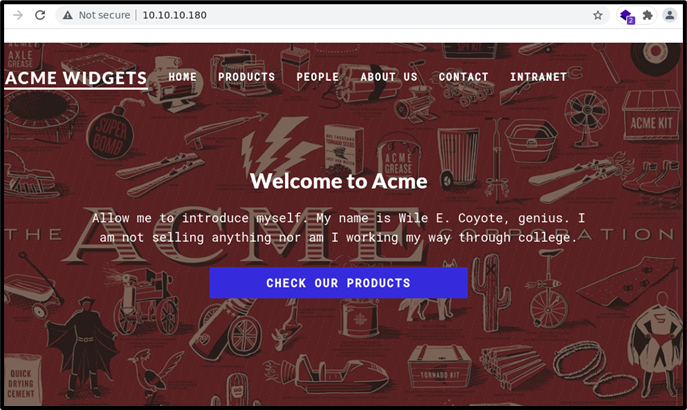 Not secure | 10.10.10.180
2
ACME WIDGETS HOME PRODUCTS PEOPLE ABOUT US CONTACT INTRANET
AXLE
GREASE
SUPER
BOMB
ACME
GREASE
ACME KIT
Welcome to Acme
Allow me to introduce myself. My name is Wile E. Coyote, genius. I
am not selling anything nor am I working my way through college.
THE ACME CORPORATION
CHECK OUR PRODUCTS
QUICK
DRYING
CEMENT
TORNADO KIT